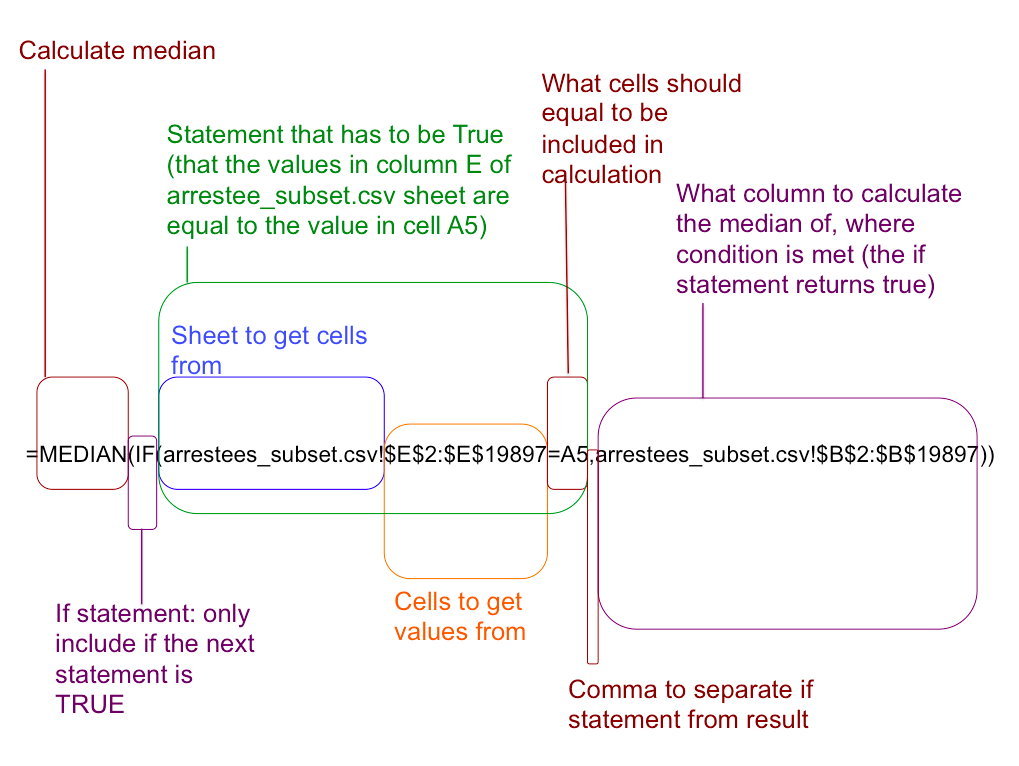 Calculate median
What cells should
equal to be
included in
calculation
Statement that has to be True
(that the values in column E of
arrestee_subset.csv sheet are
equal to the value in cell A5)
What column to calculate
the median of, where
condition is met (the if
statement returns true)
Sheet to get cells
from
=MEDIAN(IF(arrestees_subset.csv!$E$2:$E$19897=A5,arrestees_subset.csv!$B$2:$B$19897))
If statement: only
include if the next
statement is
TRUE
Cells to get
values from
Comma to separate if
statement from result